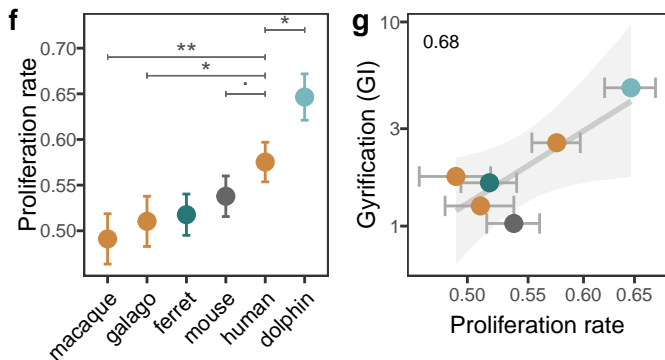 f
Proliferation rate
0.70
0.65
0.60
0.55
0.50
**
*
.
*
macaque
galago
ferret
mouse
human
dolphin
g
0.68
Gyrification (GI)
10
3
1
0.50
0.55
0.60
0.65
Proliferation rate